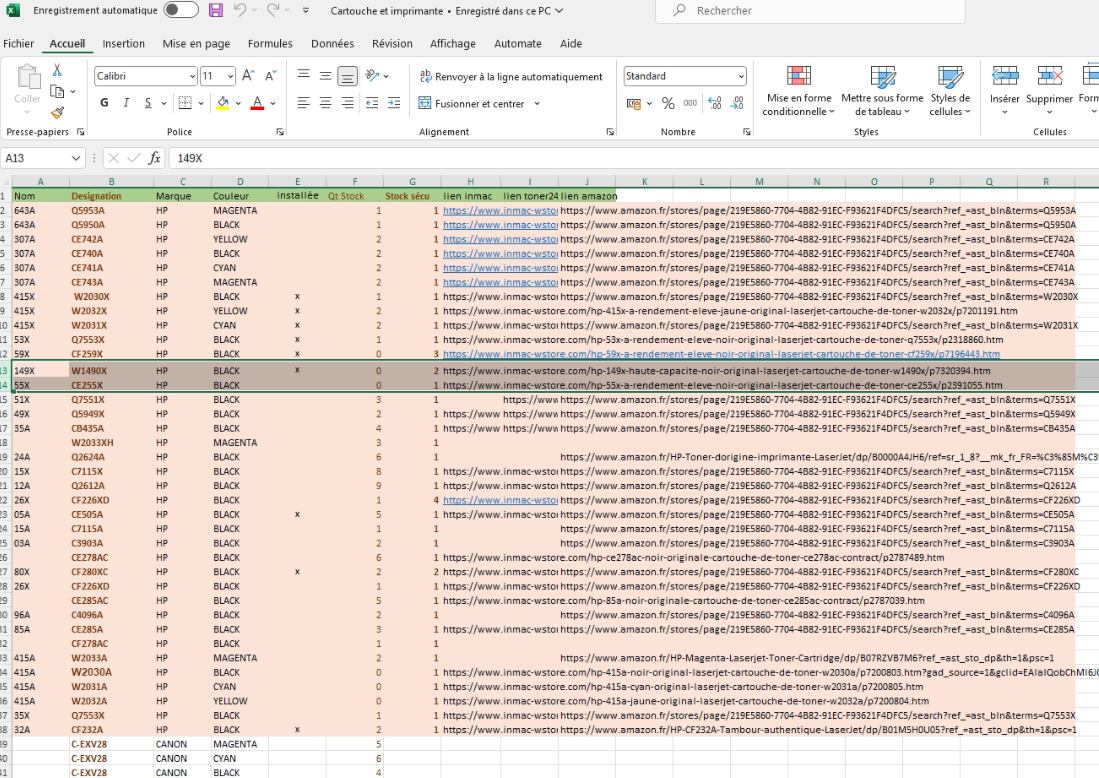 Enregistrement automatique Cartouche et imprimante • Enregistré dans ce PC Rechercher
Fichier Accueil Insertion Mise en page Formules Données Révision Affichage Automate Aide
Coller Calibri 11 Renvoyer à la ligne automatiquement Standard Mise en forme conditionnelle Mettre sous forme de tableau Styles de cellules Insérer Supprimer
G I S Fusionner et centrer % 000
Presse-papiers Police Alignement Nombre Styles Cellules
A13 fx 149X
A B C D E F G H I J K L M N O P Q R
1 Nom Designation Marque Couleur installée Qt Stock Stock sécu lien inmac lien toner24 lien amazon
2 643A Q5953A HP MAGENTA 1 1 https://www.inmac-wstor https://www.amazon.fr/stores/page/219E5860-7704-4B82-91EC-F93621F4DFC5/search?ref_=ast_bln&terms=Q5953A
3 643A Q5950A HP BLACK 1 1 https://www.inmac-wstor https://www.amazon.fr/stores/page/219E5860-7704-4B82-91EC-F93621F4DFC5/search?ref_=ast_bln&terms=Q5950A
4 307A CE742A HP YELLOW 2 1 https://www.inmac-wstor https://www.amazon.fr/stores/page/219E5860-7704-4B82-91EC-F93621F4DFC5/search?ref_=ast_bln&terms=CE742A
5 307A CE740A HP BLACK 2 1 https://www.inmac-wstor https://www.amazon.fr/stores/page/219E5860-7704-4B82-91EC-F93621F4DFC5/search?ref_=ast_bln&terms=CE740A
6 307A CE741A HP CYAN 2 1 https://www.inmac-wstor https://www.amazon.fr/stores/page/219E5860-7704-4B82-91EC-F93621F4DFC5/search?ref_=ast_bln&terms=CE741A
7 307A CE743A HP MAGENTA 2 1 https://www.inmac-wstor https://www.amazon.fr/stores/page/219E5860-7704-4B82-91EC-F93621F4DFC5/search?ref_=ast_bln&terms=CE743A
8 415X W2030X HP BLACK x 1 1 https://www.inmac-wstor https://www.amazon.fr/stores/page/219E5860-7704-4B82-91EC-F93621F4DFC5/search?ref_=ast_bln&terms=W2030X
9 415X W2032X HP YELLOW x 2 1 https://www.inmac-wstore.com/hp-415x-a-rendement-eleve-jaune-original-laserjet-cartouche-de-toner-w2032x/p7201191.htm
10 415X W2031X HP CYAN x 2 1 https://www.inmac-wstor https://www.amazon.fr/stores/page/219E5860-7704-4B82-91EC-F93621F4DFC5/search?ref_=ast_bln&terms=W2031X
11 53X Q7553X HP BLACK x 1 1 https://www.inmac-wstore.com/hp-53x-a-rendement-eleve-noir-original-laserjet-cartouche-de-toner-q7553x/p2318860.htm
12 59X CF259X HP BLACK x 0 3 https://www.inmac-wstore.com/hp-59x-a-rendement-eleve-noir-original-laserjet-cartouche-de-toner-cf259x/p7196443.htm
13 149X W1490X HP BLACK x 0 2 https://www.inmac-wstore.com/hp-149x-haute-capacite-noir-original-laserjet-cartouche-de-toner-w1490x/p7320394.htm
14 55X CE255X HP BLACK 0 1 https://www.inmac-wstore.com/hp-55x-a-rendement-eleve-noir-original-laserjet-cartouche-de-toner-ce255x/p2391055.htm
15 51X Q7551X HP BLACK 3 1 https://www https://www.amazon.fr/stores/page/219E5860-7704-4B82-91EC-F93621F4DFC5/search?ref_=ast_bln&terms=Q7551X
16 49X Q5949X HP BLACK 2 1 https://www https://www https://www.amazon.fr/stores/page/219E5860-7704-4B82-91EC-F93621F4DFC5/search?ref_=ast_bln&terms=Q5949X
17 35A CB435A HP BLACK 4 1 https://www https://www https://www.amazon.fr/stores/page/219E5860-7704-4B82-91EC-F93621F4DFC5/search?ref_=ast_bln&terms=CB435A
18 W2033XH HP MAGENTA 3 1
19 24A Q2624A HP BLACK 6 1 https://www.amazon.fr/HP-Toner-dorigine-imprimante-LaserJet/dp/B0000A4JH6/ref=sr_1_8?__mk_fr_FR=%C3%85M%C3%
20 15X C7115X HP BLACK 8 1 https://www.inmac-wstor https://www.amazon.fr/stores/page/219E5860-7704-4B82-91EC-F93621F4DFC5/search?ref_=ast_bln&terms=C7115X
21 12A Q2612A HP BLACK 9 1 https://www.inmac-wstor https://www.amazon.fr/stores/page/219E5860-7704-4B82-91EC-F93621F4DFC5/search?ref_=ast_bln&terms=Q2612A
22 26X CF226XD HP BLACK 1 4 https://www.inmac-wstor https://www.amazon.fr/stores/page/219E5860-7704-4B82-91EC-F93621F4DFC5/search?ref_=ast_bln&terms=CF226XD
23 05A CE505A HP BLACK x 5 1 https://www.inmac-wstor https://www.amazon.fr/stores/page/219E5860-7704-4B82-91EC-F93621F4DFC5/search?ref_=ast_bln&terms=CE505A
24 15A C7115A HP BLACK 1 1 https://www.amazon.fr/stores/page/219E5860-7704-4B82-91EC-F93621F4DFC5/search?ref_=ast_bln&terms=C7115A
25 03A C3903A HP BLACK 2 1 https://www.amazon.fr/stores/page/219E5860-7704-4B82-91EC-F93621F4DFC5/search?ref_=ast_bln&terms=C3903A
26 CE278AC HP BLACK 6 1 https://www.inmac-wstore.com/hp-ce278ac-noir-originale-cartouche-de-toner-ce278ac-contract/p2787489.htm
27 80X CF280XC HP BLACK x 2 2 https://www.inmac-wstor https://www.amazon.fr/stores/page/219E5860-7704-4B82-91EC-F93621F4DFC5/search?ref_=ast_bln&terms=CF280XC
28 26X CF226XD HP BLACK 1 1 https://www.inmac-wstor https://www.amazon.fr/stores/page/219E5860-7704-4B82-91EC-F93621F4DFC5/search?ref_=ast_bln&terms=CF226XD
29 CE285AC HP BLACK 5 1 https://www.inmac-wstore.com/hp-85a-noir-originale-cartouche-de-toner-ce285ac-contract/p2787039.htm
30 96A C4096A HP BLACK 2 1 https://www.amazon.fr/stores/page/219E5860-7704-4B82-91EC-F93621F4DFC5/search?ref_=ast_bln&terms=C4096A
31 85A CE285A HP BLACK 3 1 https://www.inmac-wstor https://www.amazon.fr/stores/page/219E5860-7704-4B82-91EC-F93621F4DFC5/search?ref_=ast_bln&terms=CE285A
32 CF278AC HP BLACK 1 1
33 415A W2033A HP MAGENTA 2 1 https://www.amazon.fr/HP-Magenta-Laserjet-Toner-Cartridge/dp/B07RZVB7M6?ref_=ast_sto_dp&th=1&psc=1
34 415A W2030A HP BLACK 0 1 https://www.inmac-wstore.com/hp-415a-noir-original-laserjet-cartouche-de-toner-w2030a/p7200803.htm?gad_source=1&gclid=EAIaIQobChMI6J
35 415A W2031A HP CYAN 0 1 https://www.inmac-wstore.com/hp-415a-cyan-original-laserjet-cartouche-de-toner-w2031a/p7200805.htm
36 415A W2032A HP YELLOW 0 1 https://www.inmac-wstore.com/hp-415a-jaune-original-laserjet-cartouche-de-toner-w2032a/p7200804.htm
37 35X Q7553X HP BLACK 1 1 https://www.inmac-wstor https://www.amazon.fr/stores/page/219E5860-7704-4B82-91EC-F93621F4DFC5/search?ref_=ast_bln&terms=Q7553X
38 32A CF232A HP BLACK x 2 1 https://www.amazon.fr/HP-CF232A-Tambour-authentique-LaserJet/dp/B01M5H0U05?ref_=ast_sto_dp&th=1&psc=1
39 C-EXV28 CANON MAGENTA 5
40 C-EXV28 CANON CYAN 6
41 C-EXV28 CANON BLACK 4